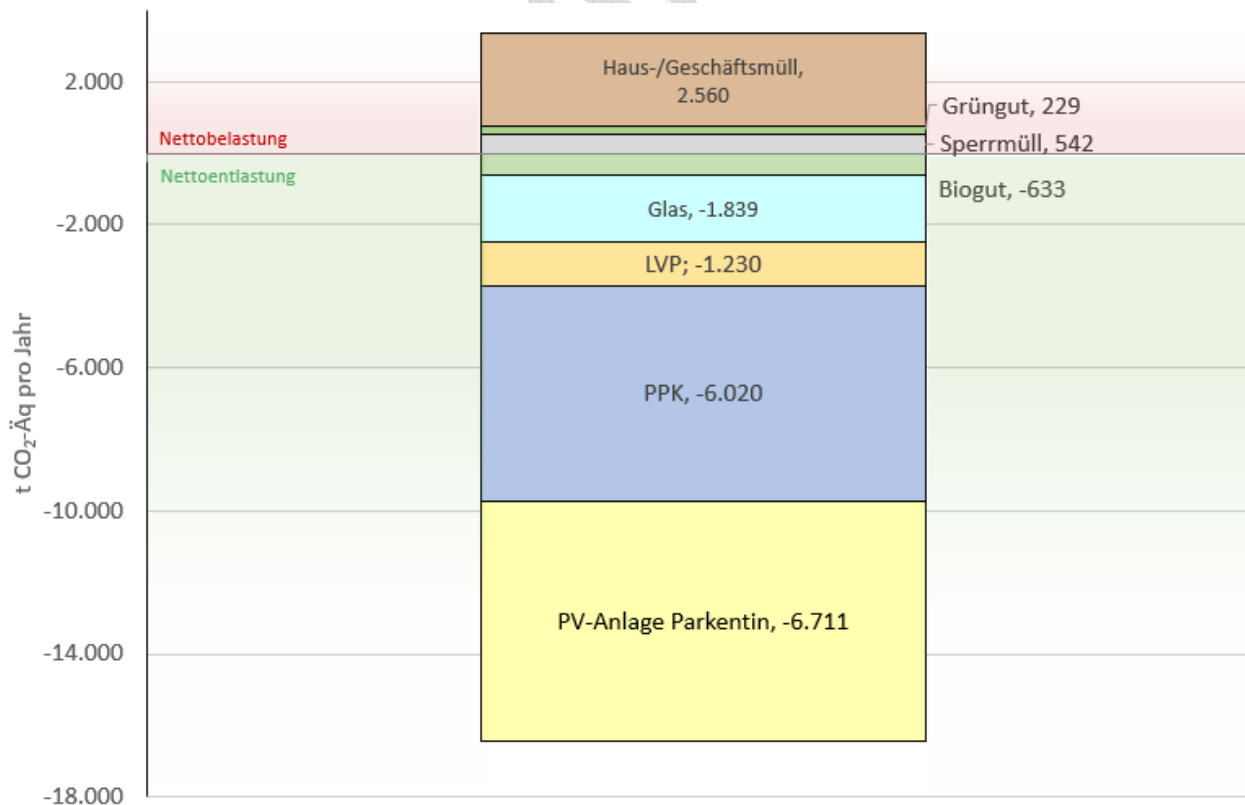 Haus-/Geschäftsmüll,
2.560
2.000
Grüngut, 229
Nettobelastung
Sperrmüll, 542
Nettoentlastung
Biogut, -633
Glas, -1.839
-2.000
LVP; -1.230
t CO₂-Äq pro Jahr
-6.000
PPK, -6.020
-10.000
PV-Anlage Parkentin, -6.711
-14.000
-18.000